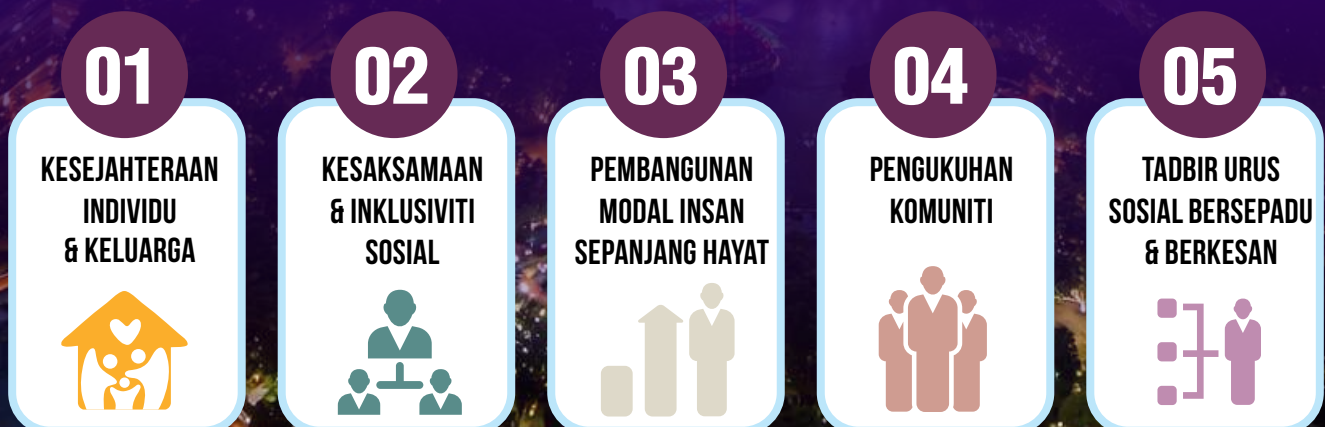 01
KESEJAHTERAAN
INDIVIDU
& KELUARGA
02
KESAKSAMAAN
& INKLUSIVITI
SOSIAL
03
PEMBANGUNAN
MODAL INSAN
SEPANJANG HAYAT
04
PENGUKUHAN
KOMUNITI
05
TADBIR URUS
SOSIAL BERSEPADU
& BERKESAN